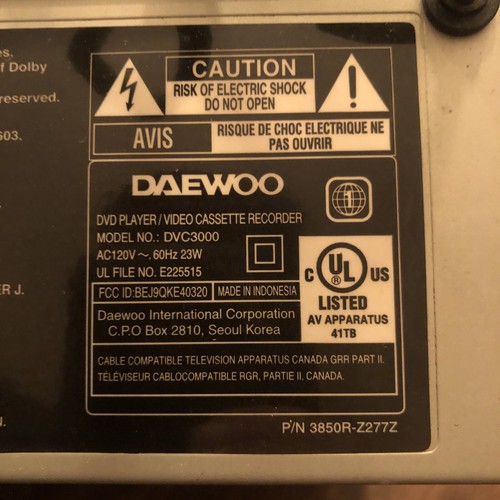 es.
f Dolby
reserved.
603.
ER J.
N.
CAUTION
RISK OF ELECTRIC SHOCK
DO NOT OPEN
AVIS
RISQUE DE CHOC ELECTRIQUE NE
PAS OUVRIR
DAEWOO
1
DVD PLAYER / VIDEO CASSETTE RECORDER
MODEL NO.: DVC3000
AC120V ~, 60Hz 23W
UL FILE NO. E225515
FCC ID:BEJ9QKE40320 MADE IN INDONESIA
Daewoo International Corporation
C.P.O Box 2810, Seoul Korea
C UL US
LISTED
AV APPARATUS
41TB
CABLE COMPATIBLE TELEVISION APPARATUS CANADA GRR PART II.
TÉLÉVISEUR CABLOCOMPATIBLE RGR, PARTIE II, CANADA.
P/N 3850R-Z277Z